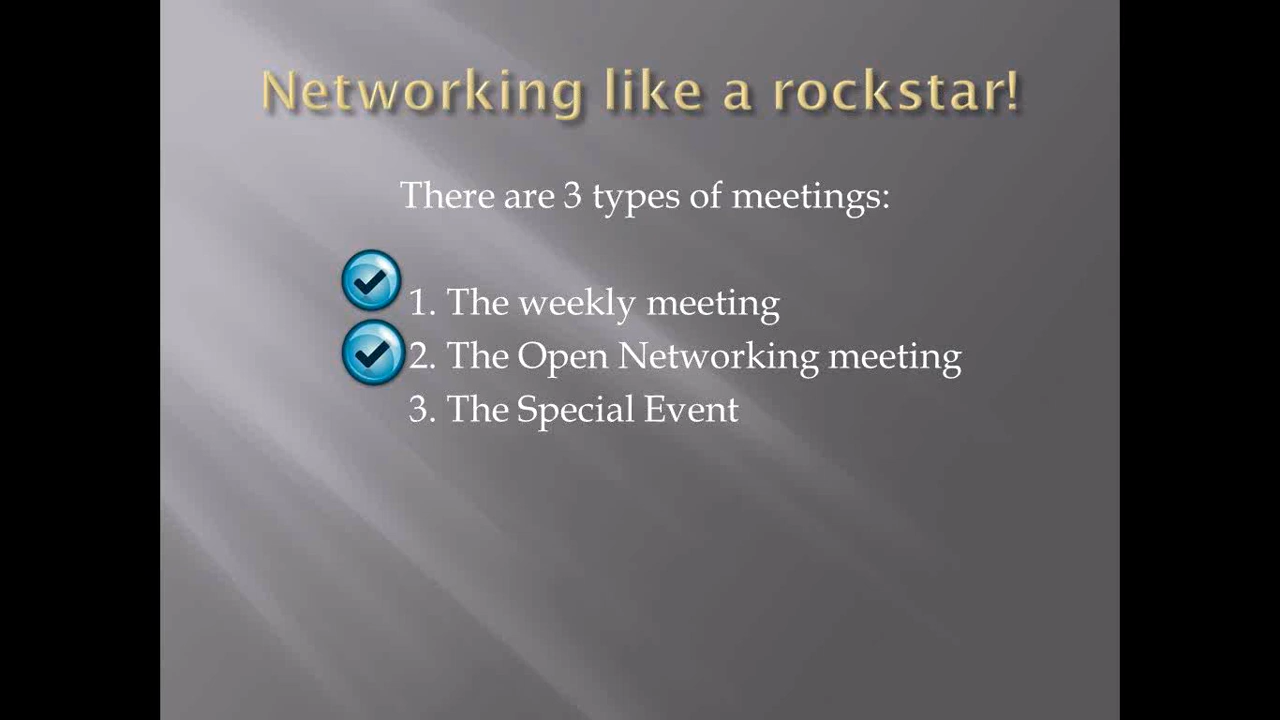 Networking like a rockstar!
There are 3 types of meetings:
1. The weekly meeting
2. The Open Networking meeting
3. The Special Event